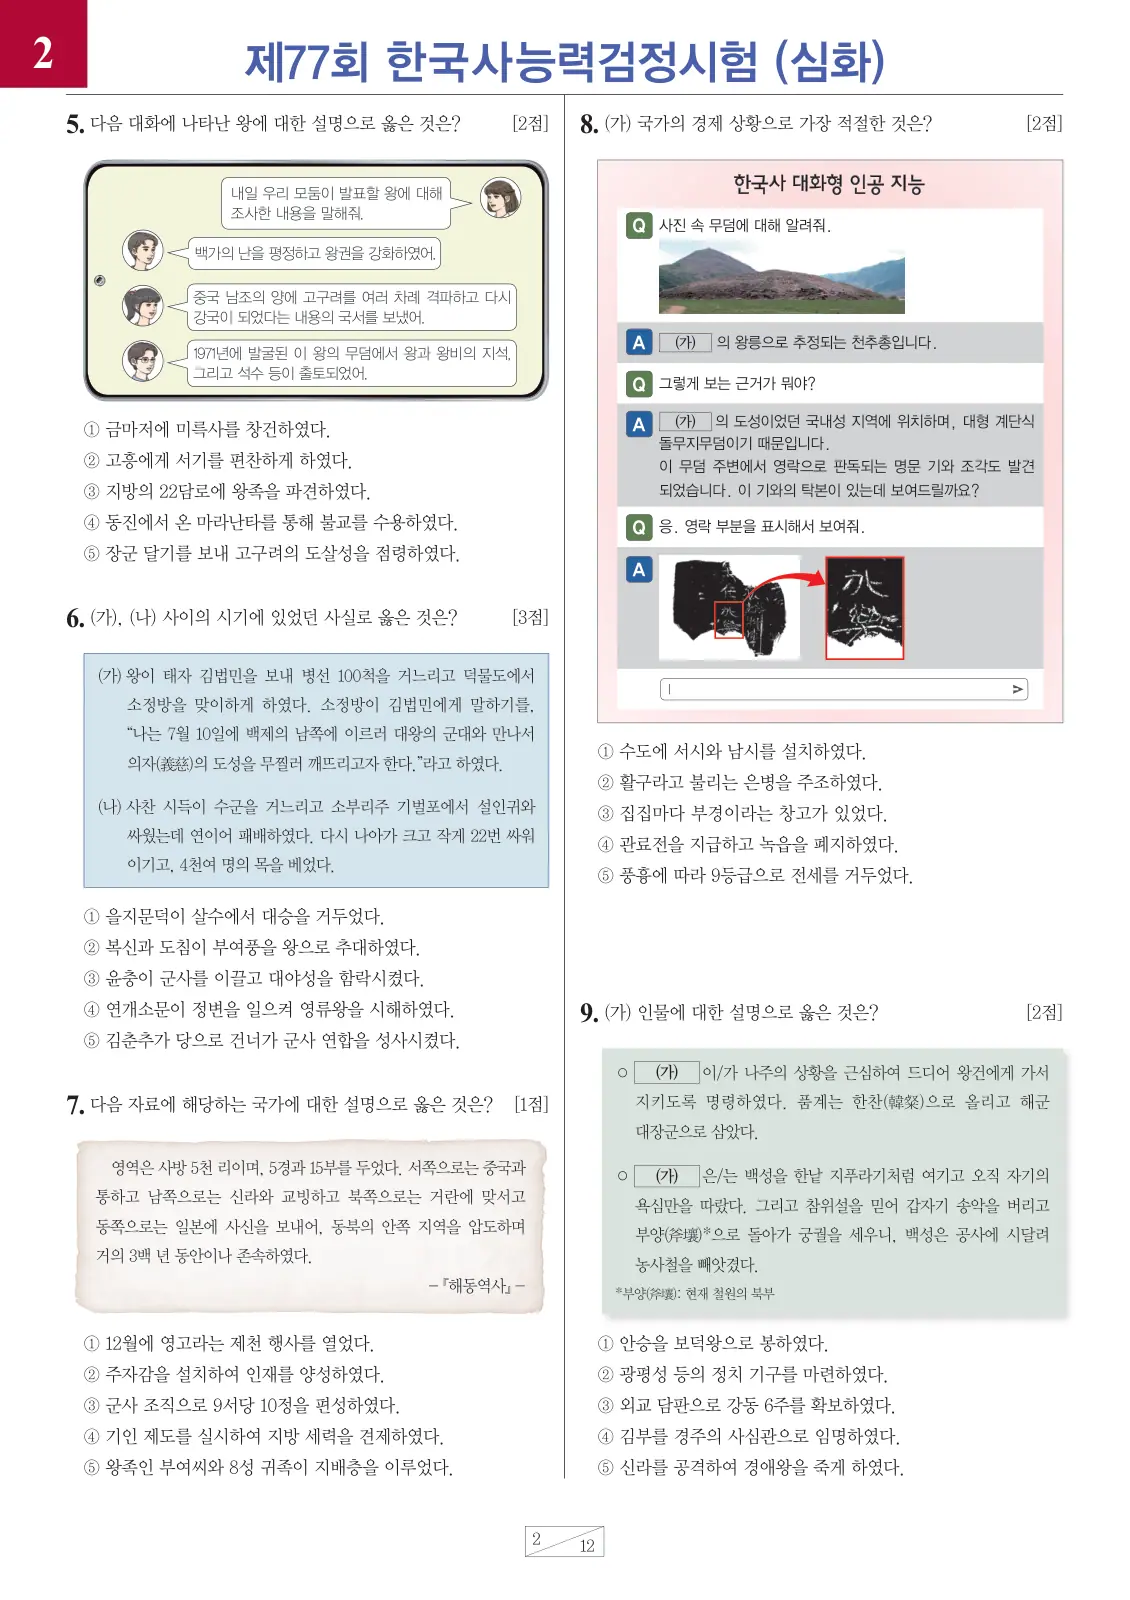 2
제77회 한국사능력검정시험 (심화)
5. 다음 대화에 나타난 왕에 대한 설명으로 옳은 것은? [2점]
내일 우리 모둠이 발표할 왕에 대해
조사한 내용을 말해줘.
백가의 난을 평정하고 왕권을 강화하였어.
중국 남조의 양에 고구려를 여러 차례 격파하고 다시
강국이 되었다는 내용의 국서를 보냈어.
1971년에 발굴된 이 왕의 무덤에서 왕과 왕비의 지석,
그리고 석수 등이 출토되었어.
① 금마저에 미륵사를 창건하였다.
② 고흥에게 서기를 편찬하게 하였다.
③ 지방의 22담로에 왕족을 파견하였다.
④ 동진에서 온 마라난타를 통해 불교를 수용하였다.
⑤ 장군 달기를 보내 고구려의 도살성을 점령하였다.
6. (가), (나) 사이의 시기에 있었던 사실로 옳은 것은? [3점]
(가) 왕이 태자 김법민을 보내 병선 100척을 거느리고 덕물도에서
소정방을 맞이하게 하였다. 소정방이 김법민에게 말하기를,
“나는 7월 10일에 백제의 남쪽에 이르러 대왕의 군대와 만나서
의자(義慈)의 도성을 무찔러 깨뜨리고자 한다.”라고 하였다.
(나) 사찬 시득이 수군을 거느리고 소부리주 기벌포에서 설인귀와
싸웠는데 연이어 패배하였다. 다시 나아가 크고 작게 22번 싸워
이기고, 4천여 명의 목을 베었다.
① 을지문덕이 살수에서 대승을 거두었다.
② 복신과 도침이 부여풍을 왕으로 추대하였다.
③ 윤충이 군사를 이끌고 대야성을 함락시켰다.
④ 연개소문이 정변을 일으켜 영류왕을 시해하였다.
⑤ 김춘추가 당으로 건너가 군사 연합을 성사시켰다.
7. 다음 자료에 해당하는 국가에 대한 설명으로 옳은 것은? [1점]
영역은 사방 5천 리이며, 5경과 15부를 두었다. 서쪽으로는 중국과
통하고 남쪽으로는 신라와 교빙하고 북쪽으로는 거란에 맞서고
동쪽으로는 일본에 사신을 보내어, 동북의 안쪽 지역을 압도하며
거의 3백 년 동안이나 존속하였다.
- 『해동역사』 -
① 12월에 영고라는 제천 행사를 열었다.
② 주자감을 설치하여 인재를 양성하였다.
③ 군사 조직으로 9서당 10정을 편성하였다.
④ 기인 제도를 실시하여 지방 세력을 견제하였다.
⑤ 왕족인 부여씨와 8성 귀족이 지배층을 이루었다.
8. (가) 국가의 경제 상황으로 가장 적절한 것은? [2점]
한국사 대화형 인공 지능
Q 사진 속 무덤에 대해 알려줘.
A (가) 의 왕릉으로 추정되는 천추총입니다.
Q 그렇게 보는 근거가 뭐야?
A (가) 의 도성이었던 국내성 지역에 위치하며, 대형 계단식
돌무지무덤이기 때문입니다.
이 무덤 주변에서 영락으로 판독되는 명문 기와 조각도 발견
되었습니다. 이 기와의 탁본이 있는데 보여드릴까요?
Q 응. 영락 부분을 표시해서 보여줘.
A
① 수도에 서시와 남시를 설치하였다.
② 활구라고 불리는 은병을 주조하였다.
③ 집집마다 부경이라는 창고가 있었다.
④ 관료전을 지급하고 녹읍을 폐지하였다.
⑤ 풍흉에 따라 9등급으로 전세를 거두었다.
9. (가) 인물에 대한 설명으로 옳은 것은? [2점]
○ (가) 이/가 나주의 상황을 근심하여 드디어 왕건에게 가서
지키도록 명령하였다. 품계는 한찬(韓粲)으로 올리고 해군
대장군으로 삼았다.
○ (가) 은/는 백성을 한낱 지푸라기처럼 여기고 오직 자기의
욕심만을 따랐다. 그리고 참위설을 믿어 갑자기 송악을 버리고
부양(斧壤)*으로 돌아가 궁궐을 세우니, 백성은 공사에 시달려
농사철을 빼앗겼다.
*부양(斧壤): 현재 철원의 북부
① 안승을 보덕왕으로 봉하였다.
② 광평성 등의 정치 기구를 마련하였다.
③ 외교 담판으로 강동 6주를 확보하였다.
④ 김부를 경주의 사심관으로 임명하였다.
⑤ 신라를 공격하여 경애왕을 죽게 하였다.
2
12